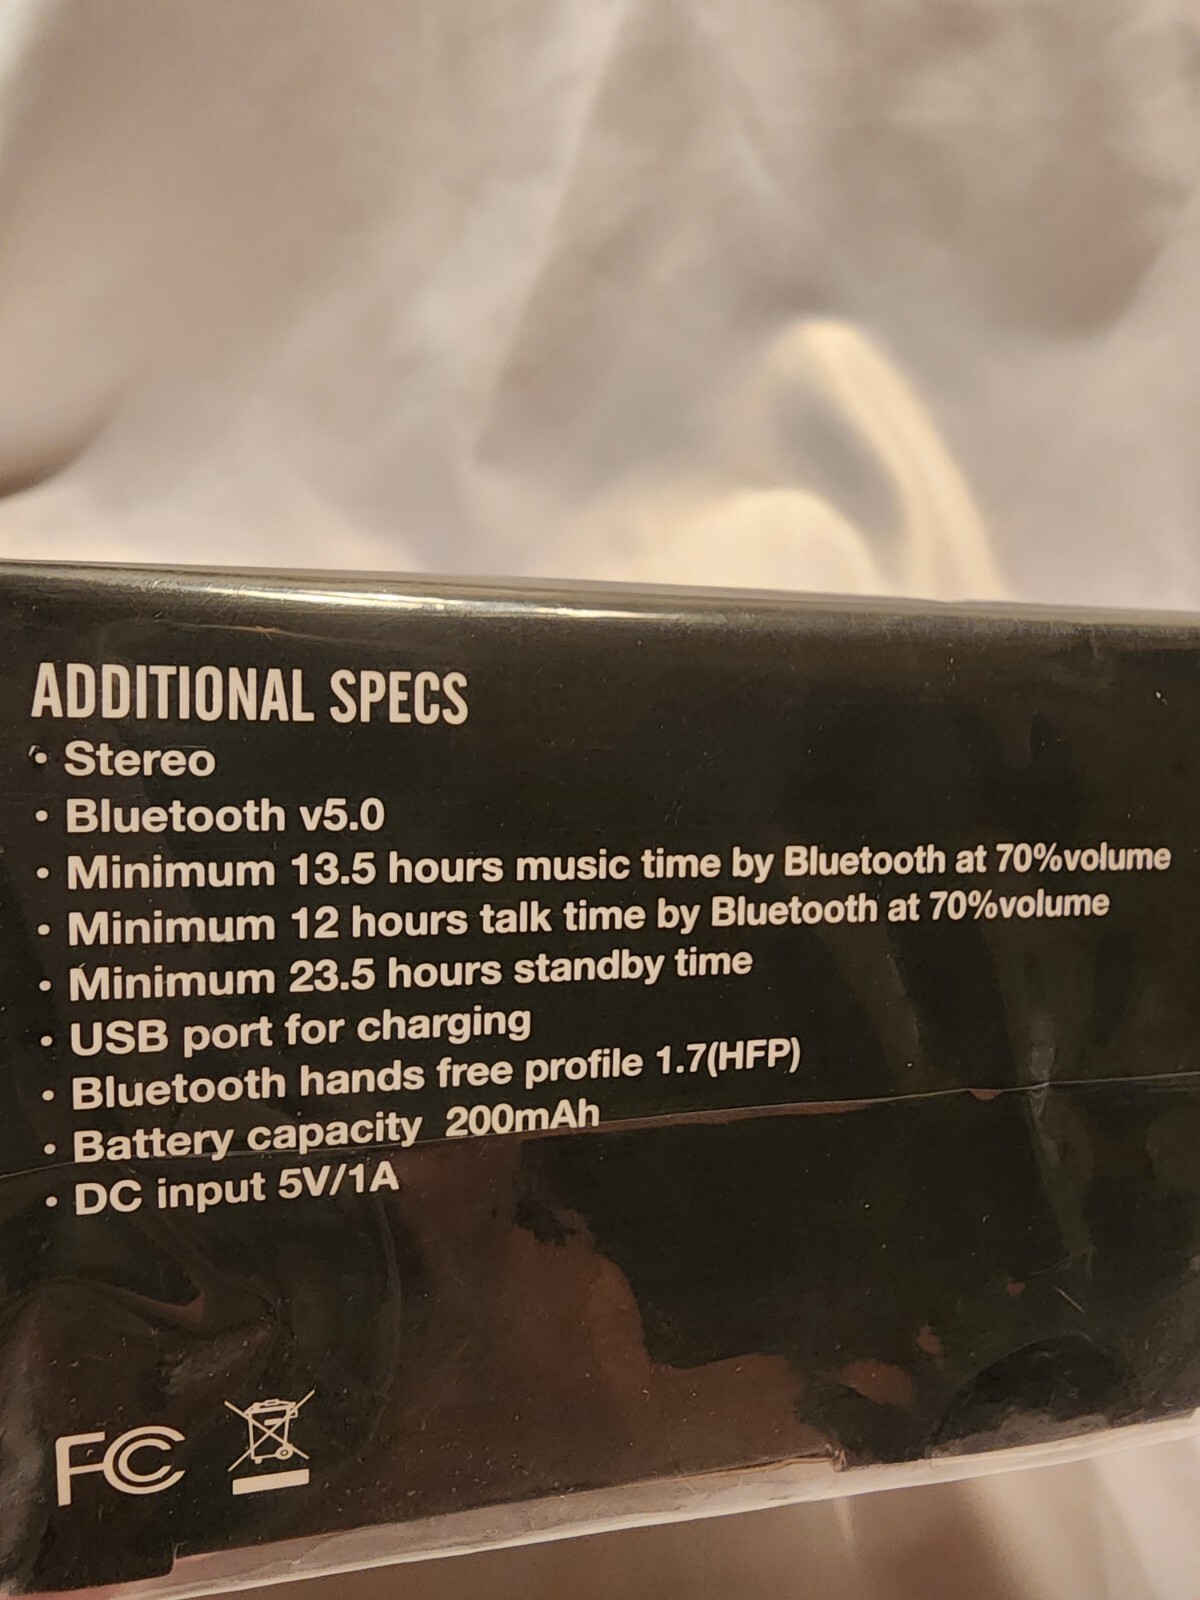 ADDITIONAL SPECS
• Stereo
• Bluetooth v5.0
• Minimum 13.5 hours music time by Bluetooth at 70%volume
• Minimum 12 hours talk time by Bluetooth at 70%volume
• Minimum 23.5 hours standby time
• USB port for charging
• Bluetooth hands free profile 1.7(HFP)
• Battery capacity  200mAh
• DC input 5V/1A
FC